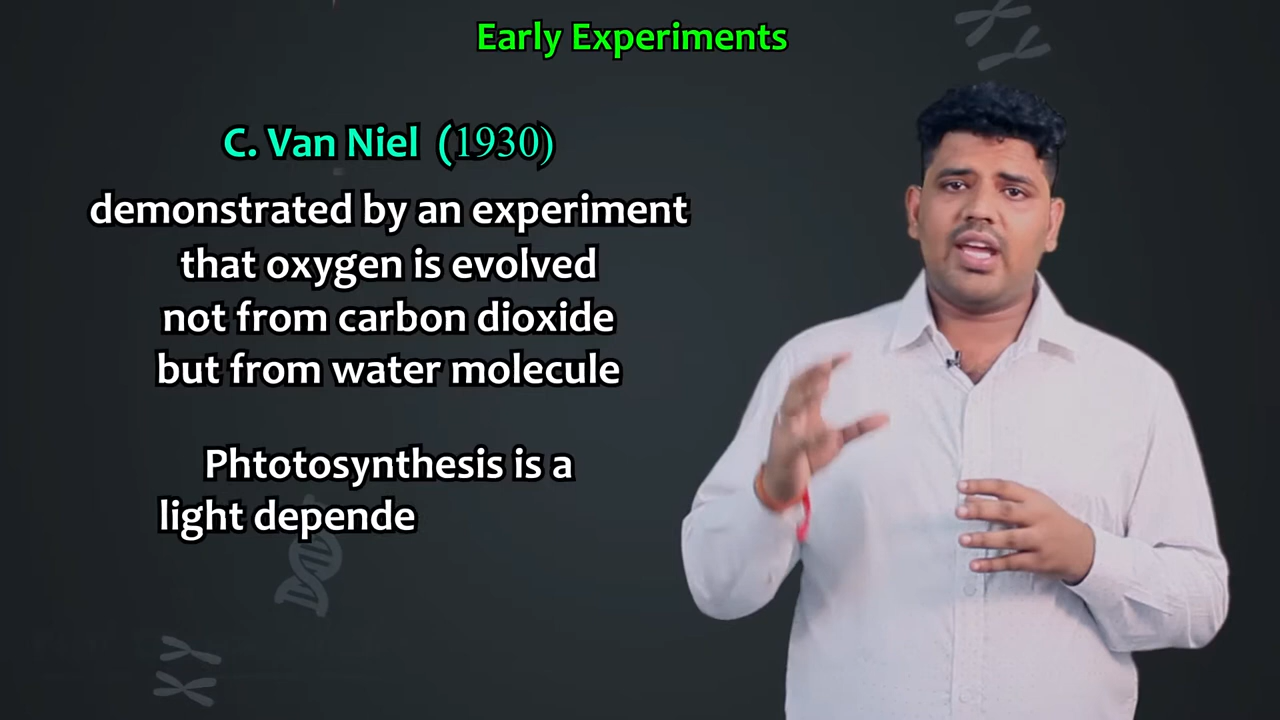 Early Experiments
C. Van Niel (1930)
demonstrated by an experiment
that oxygen is evolved
not from carbon dioxide
but from water molecule
Phtotosynthesis is a
light depende